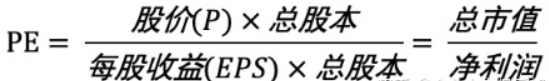 PE = 股价(P) × 总股本 / 每股收益(EPS) × 总股本 = 总市值 / 净利润